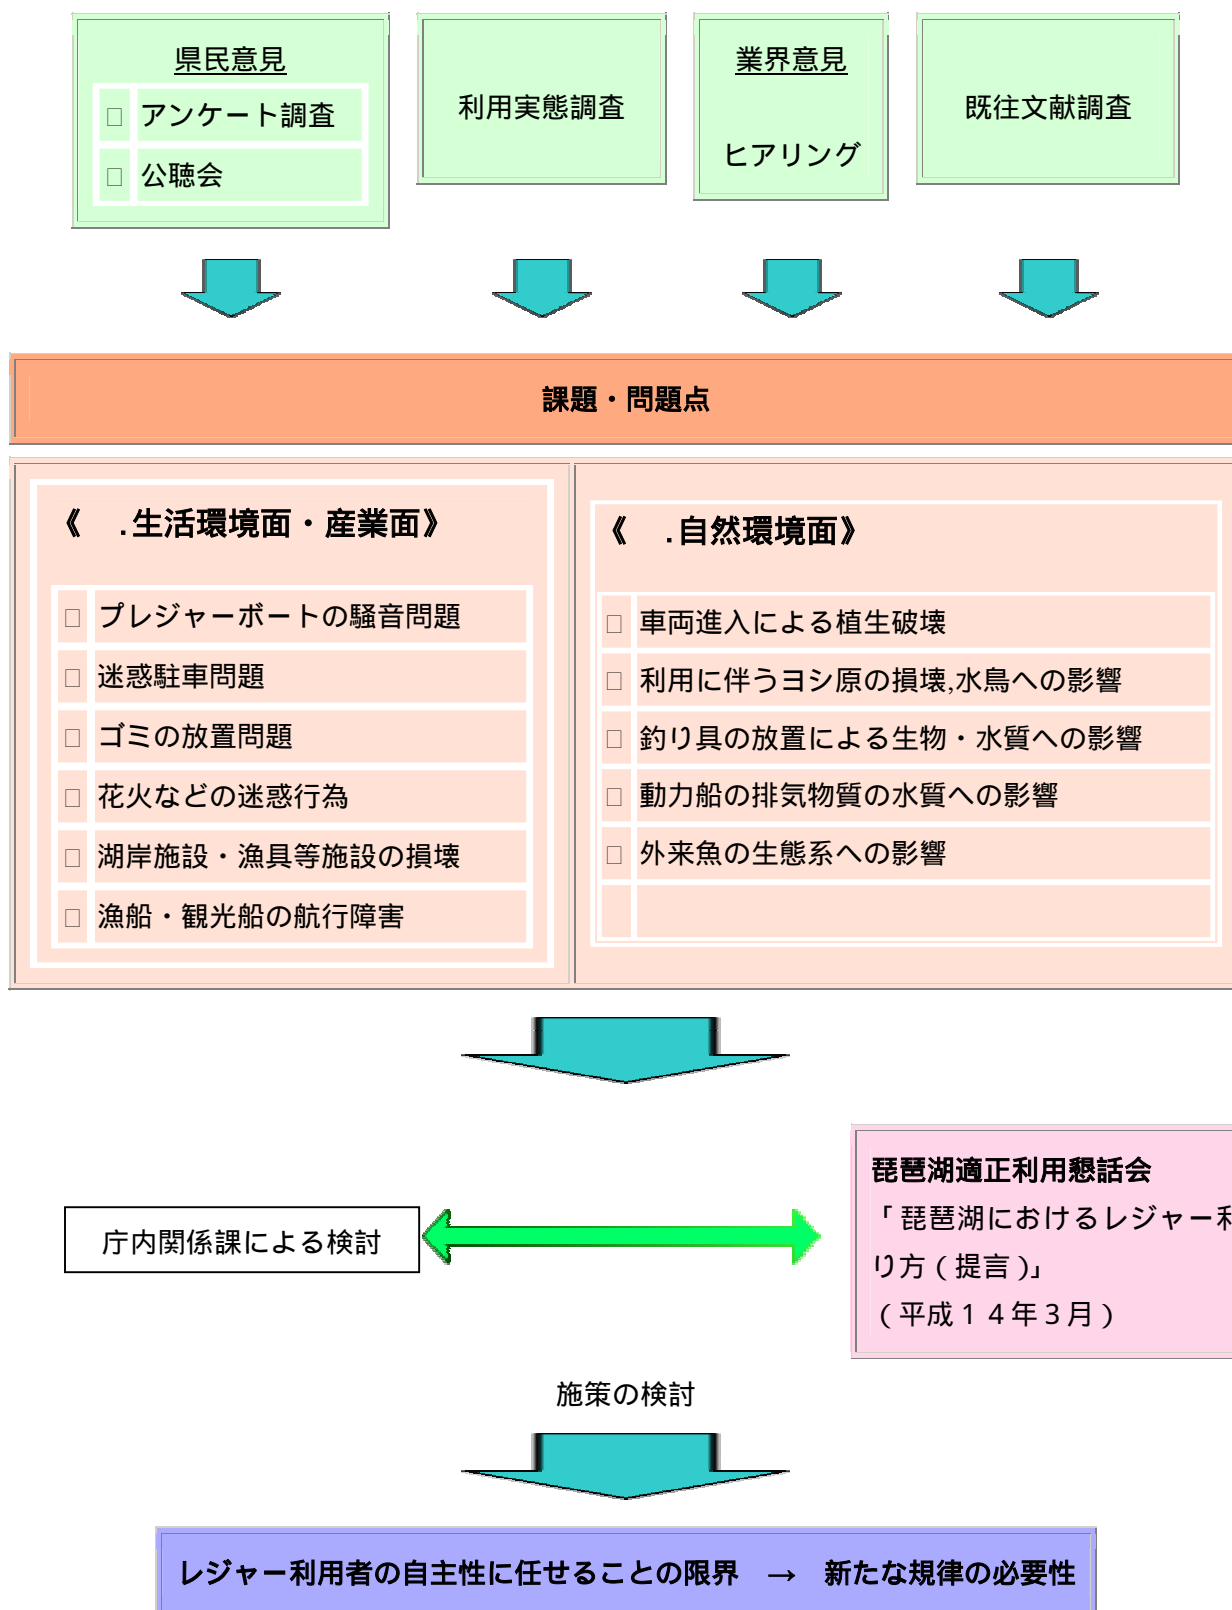 県民意見
□ アンケート調査
□ 公聴会
利用実態調査
業界意見
ヒアリング
既往文献調査
課題・問題点
《　.生活環境面・産業面》
□ プレジャーボートの騒音問題
□ 迷惑駐車問題
□ ゴミの放置問題
□ 花火などの迷惑行為
□ 湖岸施設・漁具等施設の損壊
□ 漁船・観光船の航行障害
《　.自然環境面》
□ 車両進入による植生破壊
□ 利用に伴うヨシ原の損壊,水鳥への影響
□ 釣り具の放置による生物・水質への影響
□ 動力船の排気物質の水質への影響
□ 外来魚の生態系への影響
庁内関係課による検討
琵琶湖適正利用懇話会
「琵琶湖におけるレジャー利
り方（提言）」
（平成１４年３月）
施策の検討
レジャー利用者の自主性に任せることの限界　→　新たな規律の必要性